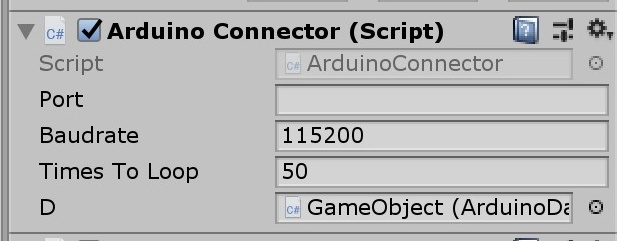 Arduino Connector (Script)
Script ArduinoConnector
Port
Baudrate 115200
Times To Loop 50
D GameObject (ArduinoDa